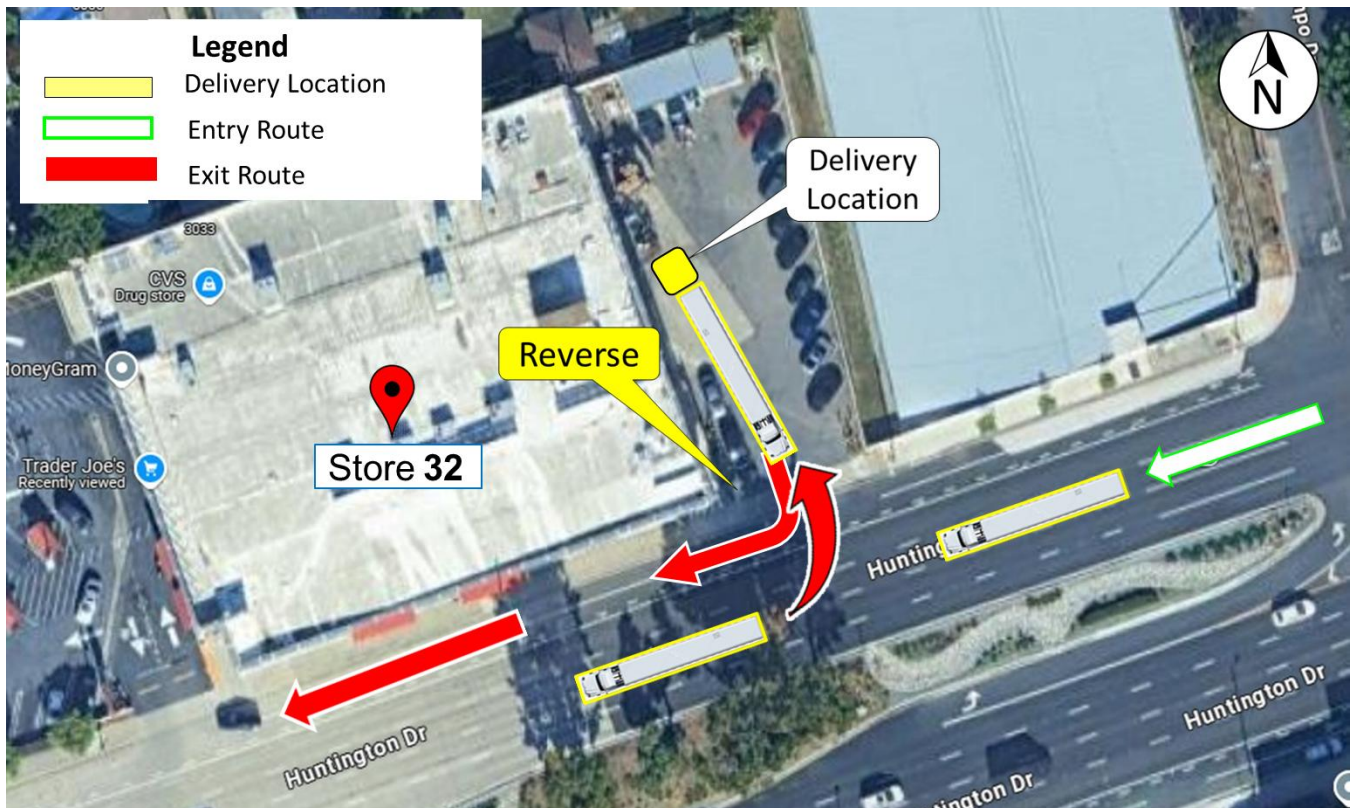 3033
Legend
Delivery Location
Entry Route
Exit Route
N
Delivery
Location
3033
CVS
Drug store
Reverse
MoneyGram
Store 32
Trader Joe's
Recently viewed
Huntington Dr
Huntington Dr
Huntington Dr